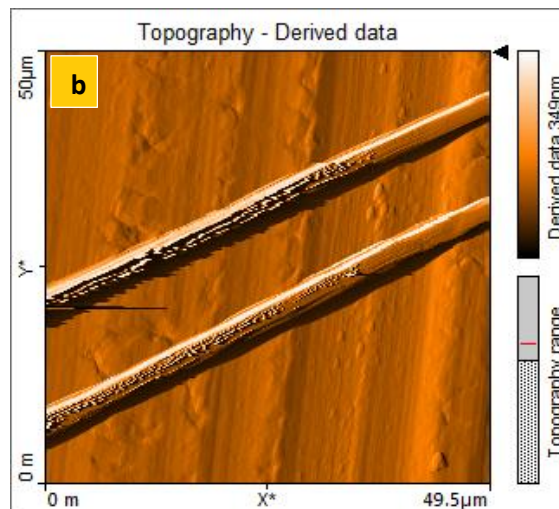 Topography - Derived data
50µm
b
Y*
0 m
0 m
X*
49.5µm
Derived data 349nm
Topography range